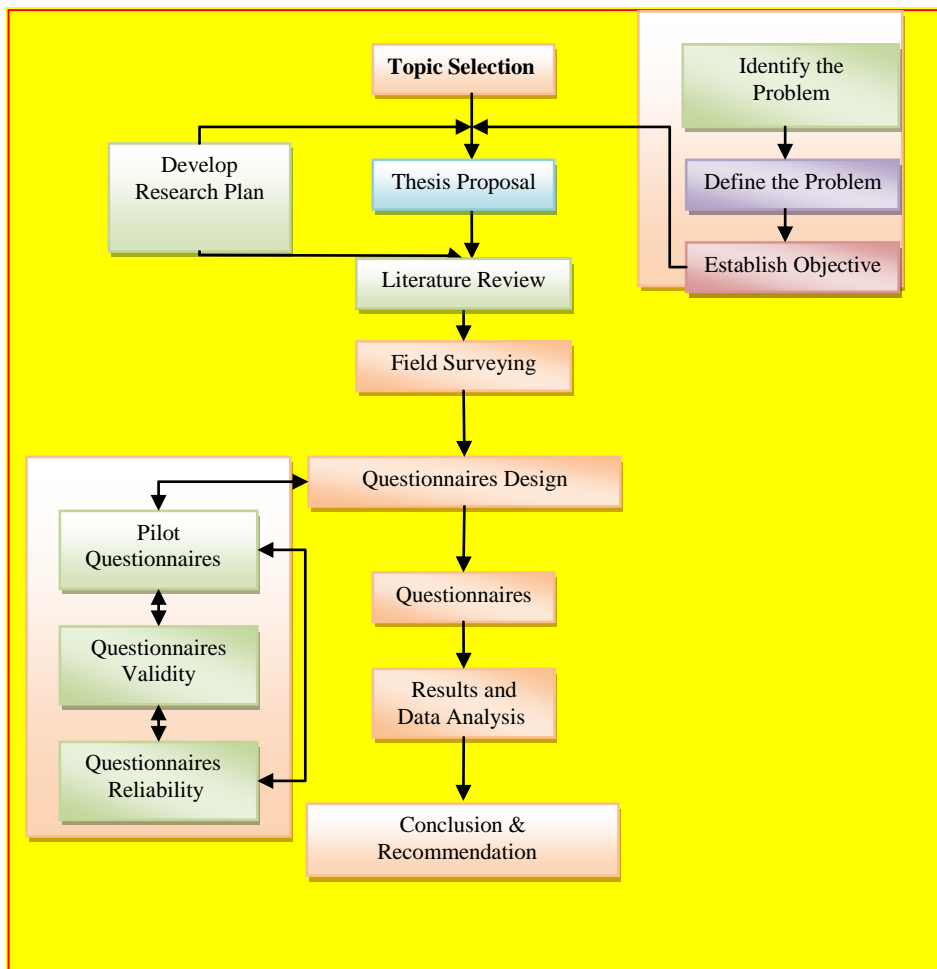 Topic Selection
Identify the
Problem
Develop
Research Plan
Thesis Proposal
Define the Problem
Establish Objective
Literature Review
Field Surveying
Questionnaires Design
Pilot
Questionnaires
Questionnaires
Validity
Questionnaires
Reliability
Questionnaires
Results and
Data Analysis
Conclusion &
Recommendation